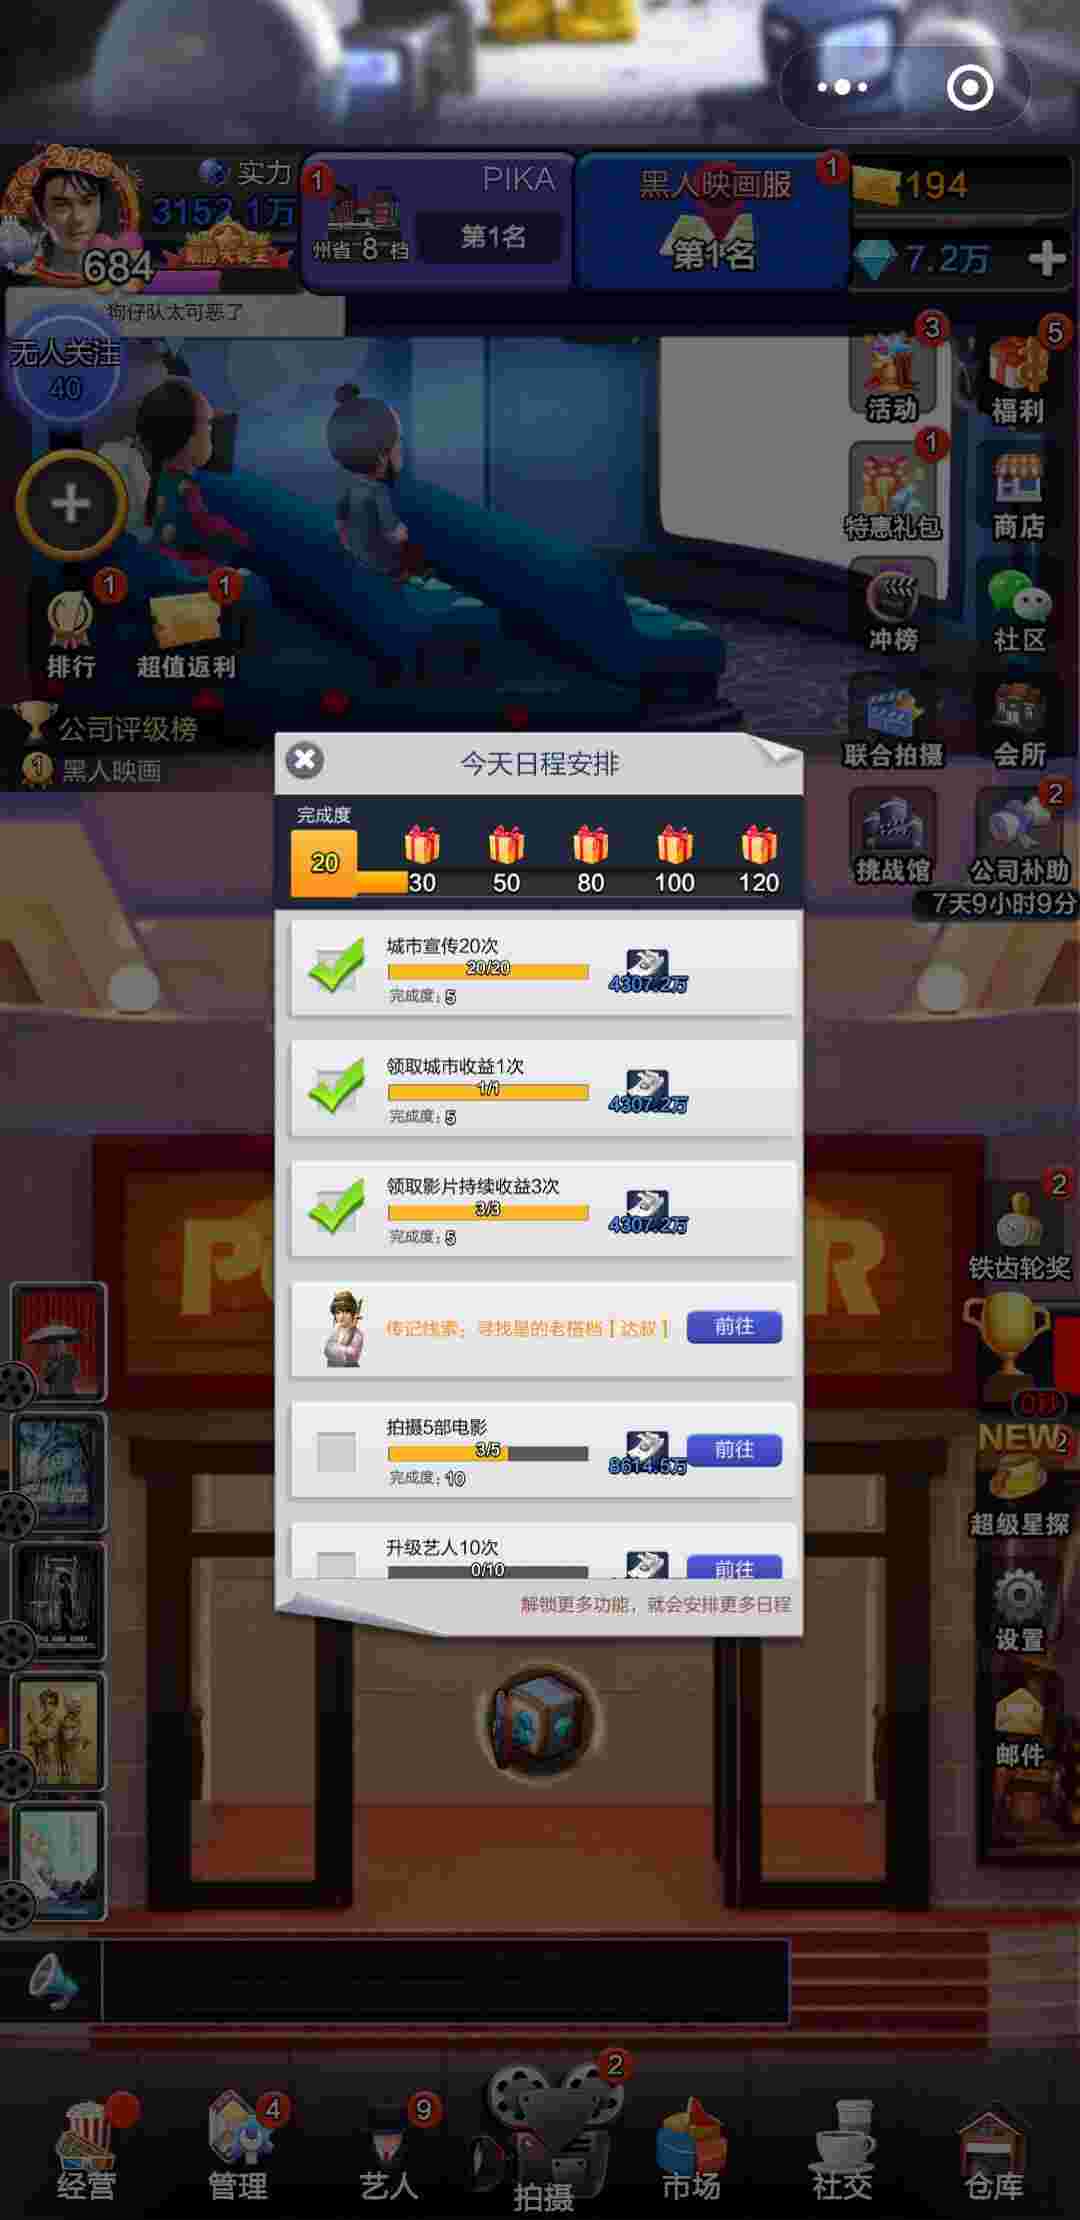 2026
实力
3152.1万
684
1
PIKA
州省 8 档
第1名
黑人映画服
1
第1名
194
7.2万
狗仔队太可恶了
无人关注
40
3
活动
5
福利
1
特惠礼包
商店
1
排行
1
超值返利
冲榜
社区
公司评级榜
1
黑人映画
联合拍摄
会所
挑战馆
2
公司补助
7天9小时9分
今天日程安排
完成度
20
30
50
80
100
120
城市宣传20次
20/20
完成度: 5
4307.2万
领取城市收益1次
1/1
完成度: 5
4307.2万
领取影片持续收益3次
3/3
完成度: 5
4307.2万
传记线索: 寻找星的老搭档【达叔】
前往
拍摄5部电影
3/5
完成度: 10
8614.5万
前往
升级艺人10次
0/10
前往
解锁更多功能，就会安排更多日程
2
铁齿轮奖
0秒
NEW
2
超级星探
设置
邮件
经营
4
管理
9
艺人
2
拍摄
市场
社交
仓库